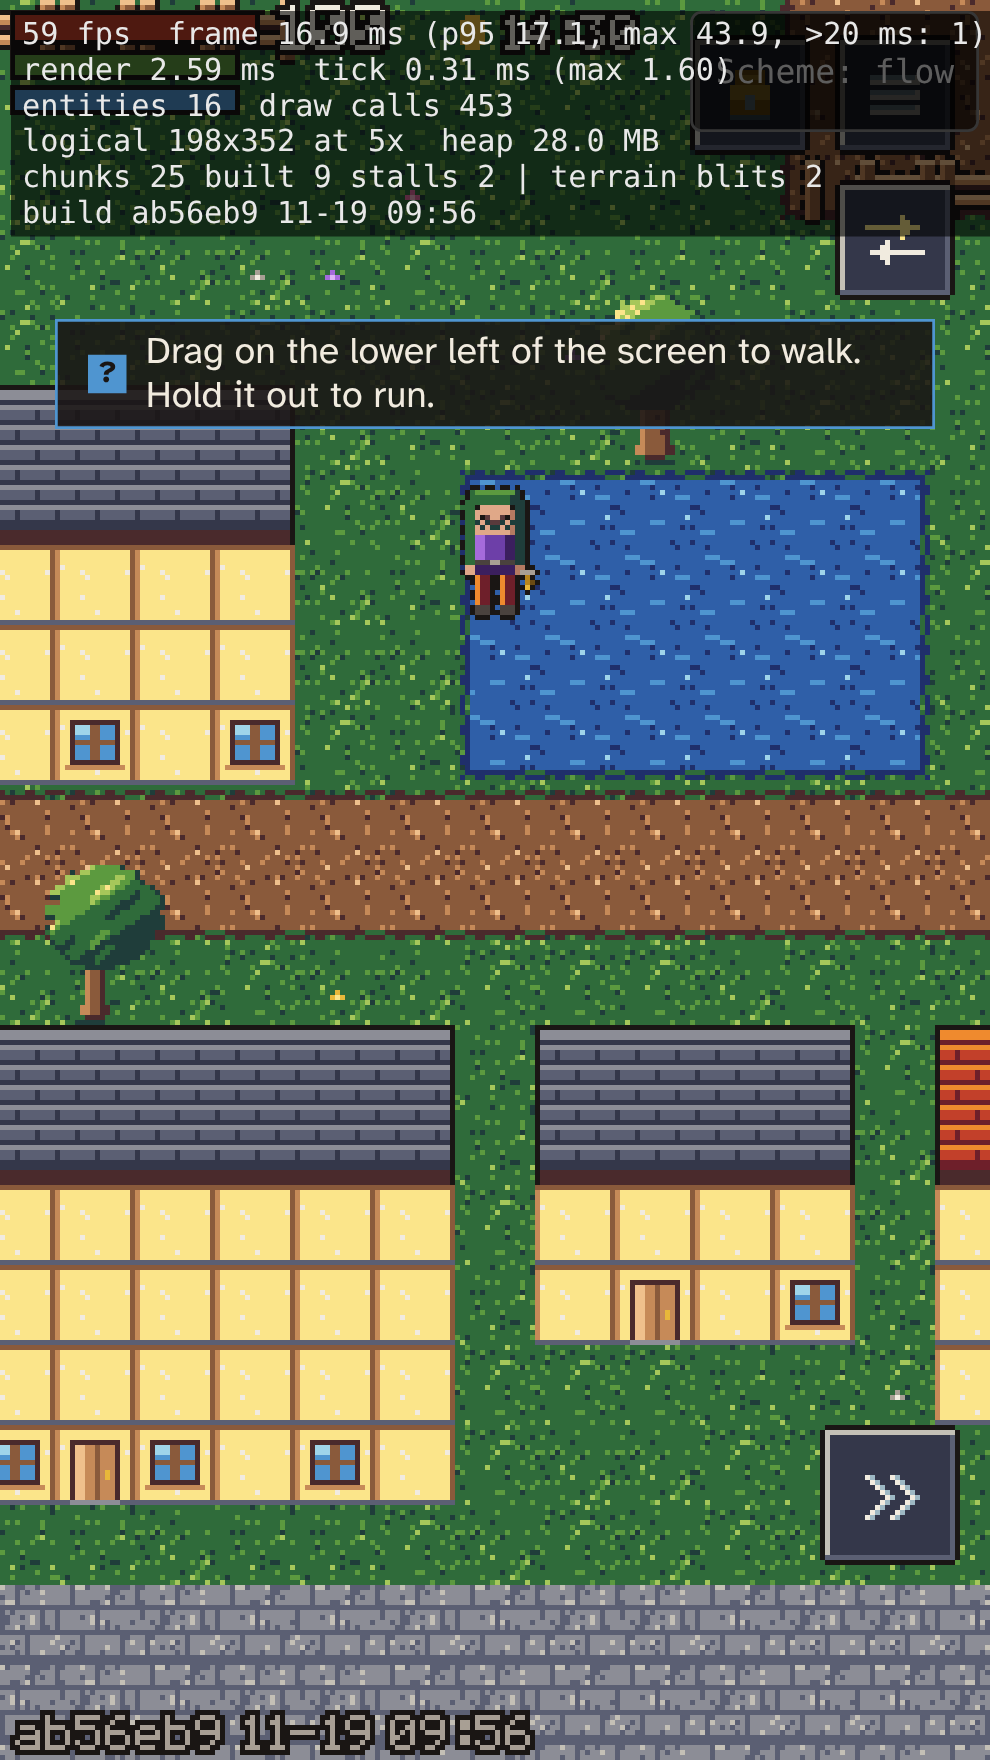 59 fps  frame 16.9 ms (p95 17.1, max 43.9, >20 ms: 1)
render 2.59 ms  tick 0.31 ms (max 1.60)
Scheme: flow
entities 16  draw calls 453
logical 198x352 at 5x  heap 28.0 MB
chunks 25 built 9 stalls 2 | terrain blits 2
build ab56eb9 11-19 09:56
? Drag on the lower left of the screen to walk.
Hold it out to run.
ab56eb9 11-19 09:56